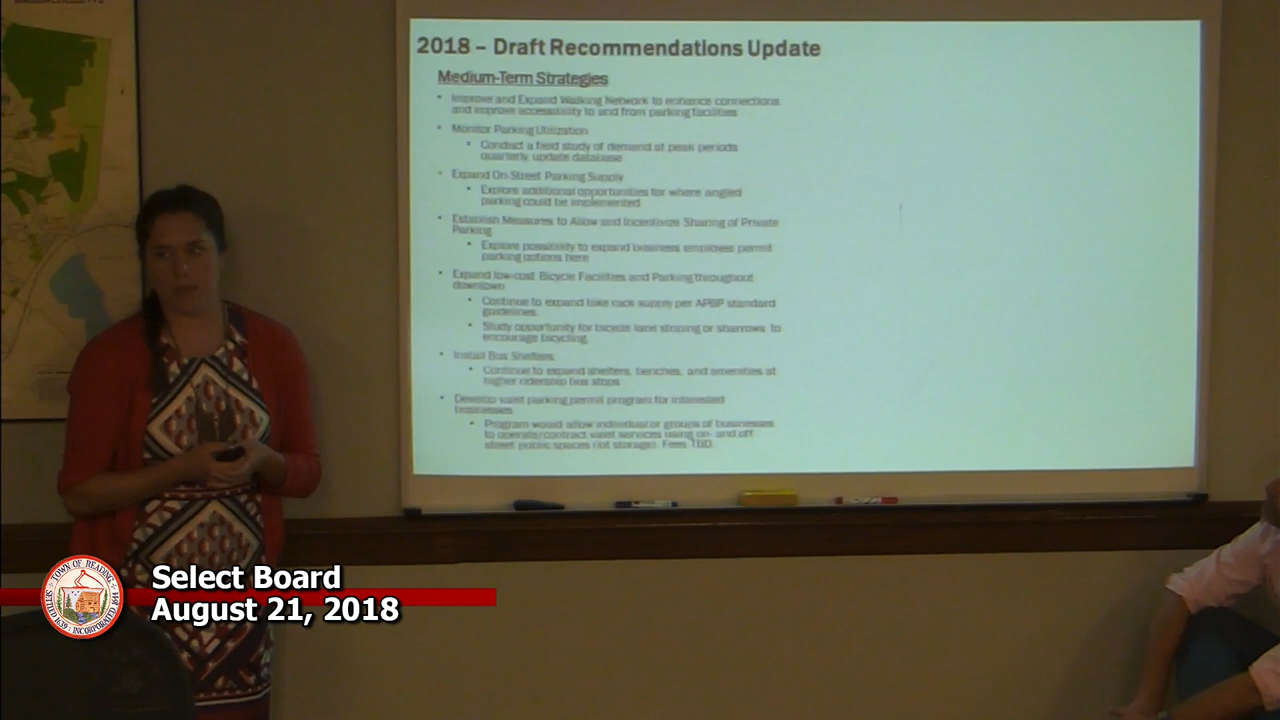 2018 – Draft Recommendations Update
Medium-Term Strategies
Improve and Expand Walking Network to enhance connections
and improve accessibility to and from parking facilities
Monitor Parking Utilization
Conduct a field study of demand at peak periods
quarterly, update database
Expand On-Street Parking Supply
Explore additional opportunities for where angled
parking could be implemented
Establish Measures to Allow and Incentivize Sharing of Private
Parking
Explore possibility to expand business employee permit
parking options here
Expand low-cost Bicycle Facilities and Parking throughout
downtown
Continue to expand bike rack supply per APBP standard
guidelines.
Study opportunity for bicycle lane striping or sharrows to
encourage bicycling
Install Bus Shelters
Continue to expand shelters, benches, and amenities at
higher ridership bus stops
Develop valet parking permit program for interested
businesses
Program would allow individual or groups of businesses
to operate/contract valet services using on- and off
street public spaces (lot storage). Fees TBD.
TOWN OF READING
SETTLED 1639 INCORPORATED 1644
Select Board
August 21, 2018